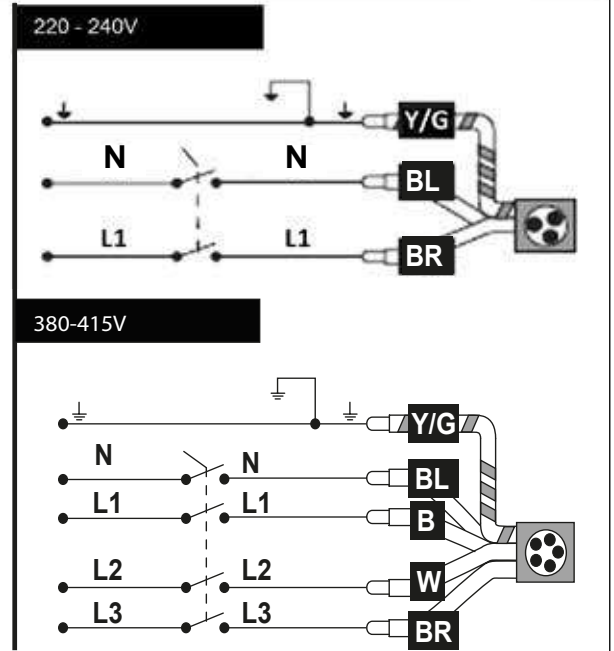 220 - 240V
Y/G
N N BL
L1 L1 BR
380-415V
Y/G
N N BL
L1 L1 B
L2 L2 W
L3 L3 BR